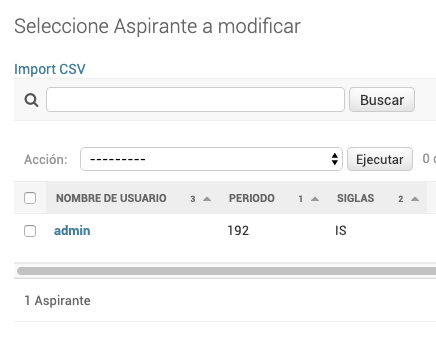 Seleccione Aspirante a modificar
Import CSV
Buscar
Acción: --------- Ejecutar 0
NOMBRE DE USUARIO 3 PERIODO 1 SIGLAS 2
admin 192 IS
1 Aspirante